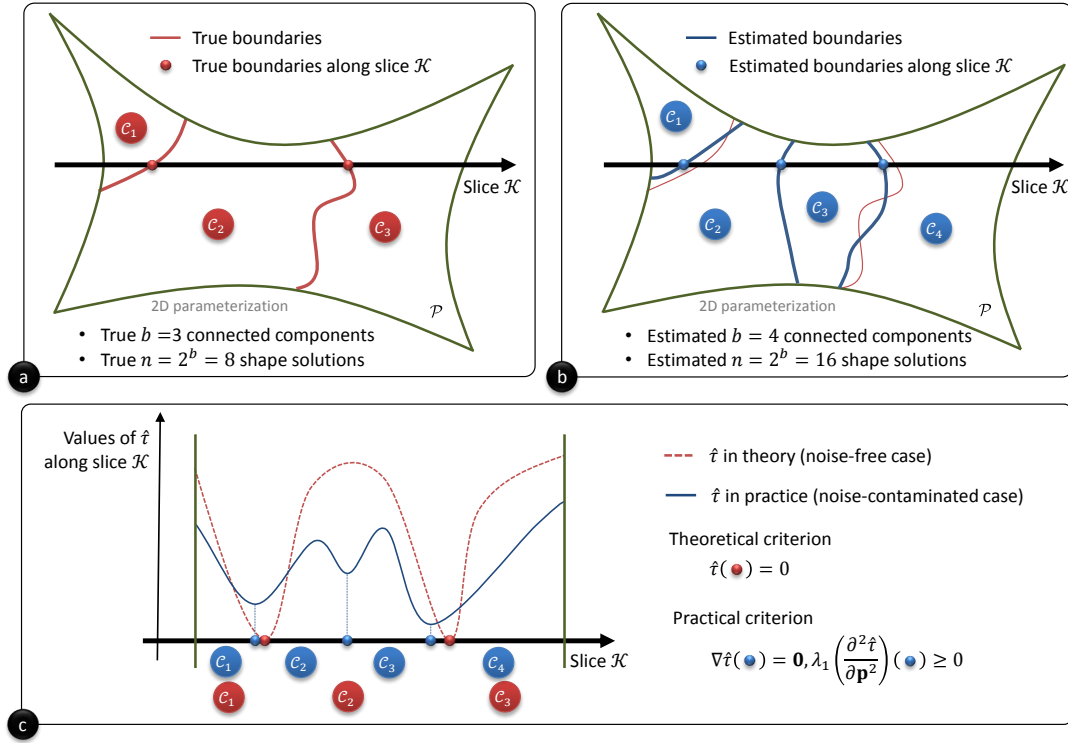 True boundaries
True boundaries along slice 𝒦
𝒞₁
Slice 𝒦
𝒞₂
𝒞₃
2D parameterization
𝒫
• True b =3 connected components
• True n = 2ᵇ = 8 shape solutions
a
Estimated boundaries
Estimated boundaries along slice 𝒦
𝒞₁
Slice 𝒦
𝒞₂
𝒞₃
𝒞₄
2D parameterization
𝒫
• Estimated b = 4 connected components
• Estimated n = 2ᵇ = 16 shape solutions
b
Values of τ̂
along slice 𝒦
τ̂ in theory (noise-free case)
τ̂ in practice (noise-contaminated case)
Theoretical criterion
τ̂(●) = 0
Practical criterion
∇τ̂(●) = 𝟎, λ₁(∂²τ̂/∂𝐩²)(●) ≥ 0
Slice 𝒦
𝒞₁ 𝒞₂ 𝒞₃ 𝒞₄
𝒞₁ 𝒞₂ 𝒞₃
c